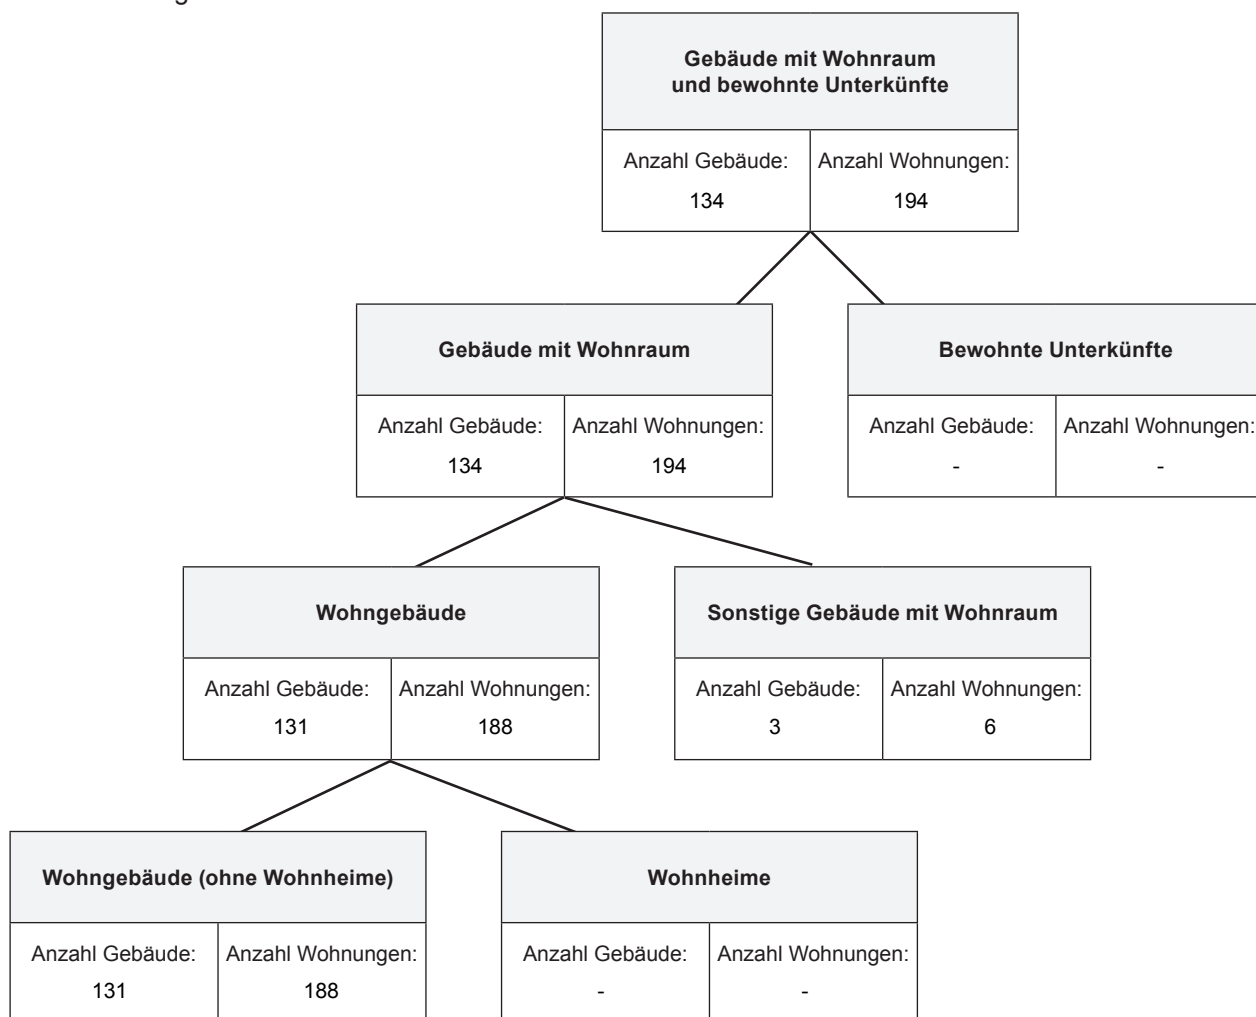 Gebäude mit Wohnraum
und bewohnte Unterkünfte
Anzahl Gebäude:
134
Anzahl Wohnungen:
194
Gebäude mit Wohnraum
Anzahl Gebäude:
134
Anzahl Wohnungen:
194
Bewohnte Unterkünfte
Anzahl Gebäude:
-
Anzahl Wohnungen:
-
Wohngebäude
Anzahl Gebäude:
131
Anzahl Wohnungen:
188
Sonstige Gebäude mit Wohnraum
Anzahl Gebäude:
3
Anzahl Wohnungen:
6
Wohngebäude (ohne Wohnheime)
Anzahl Gebäude:
131
Anzahl Wohnungen:
188
Wohnheime
Anzahl Gebäude:
-
Anzahl Wohnungen:
-